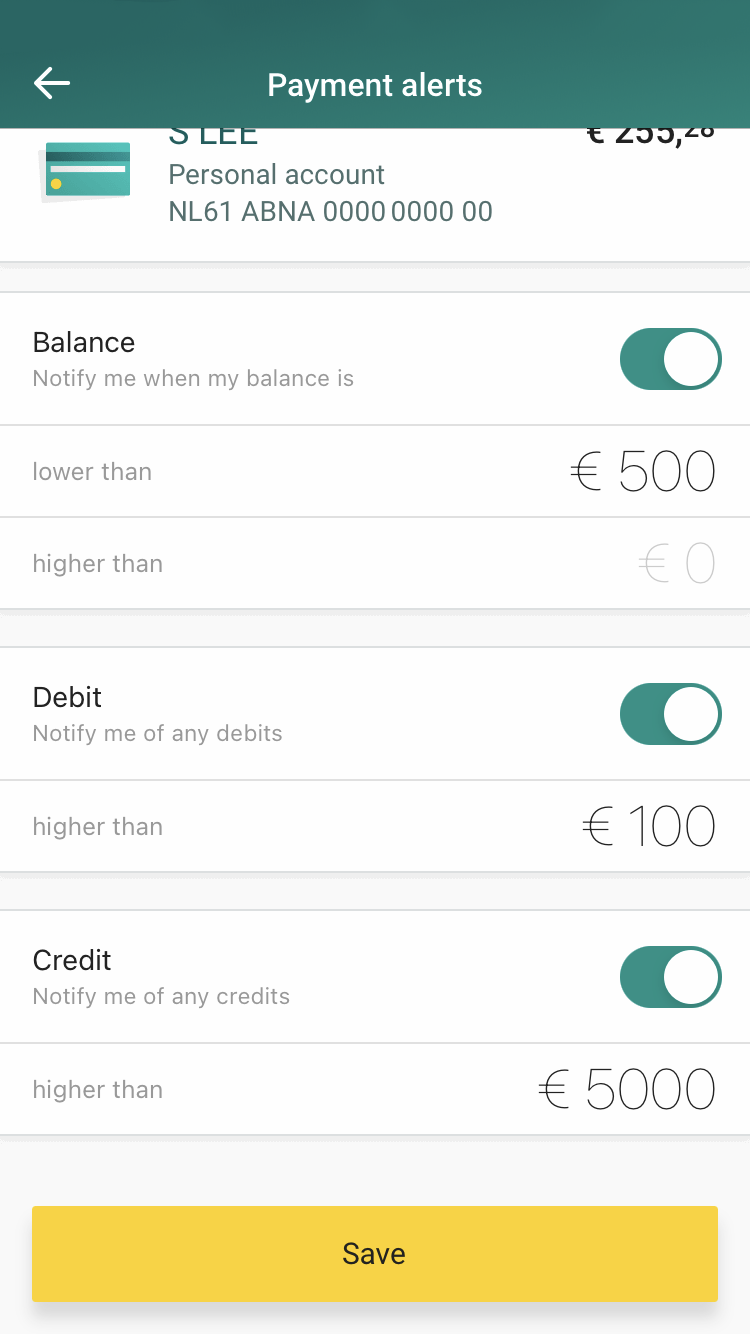 Payment alerts
S LEE
€ 255,28
Personal account
NL61 ABNA 0000 0000 00
Balance
Notify me when my balance is
lower than
€ 500
higher than
€ 0
Debit
Notify me of any debits
higher than
€ 100
Credit
Notify me of any credits
higher than
€ 5000
Save